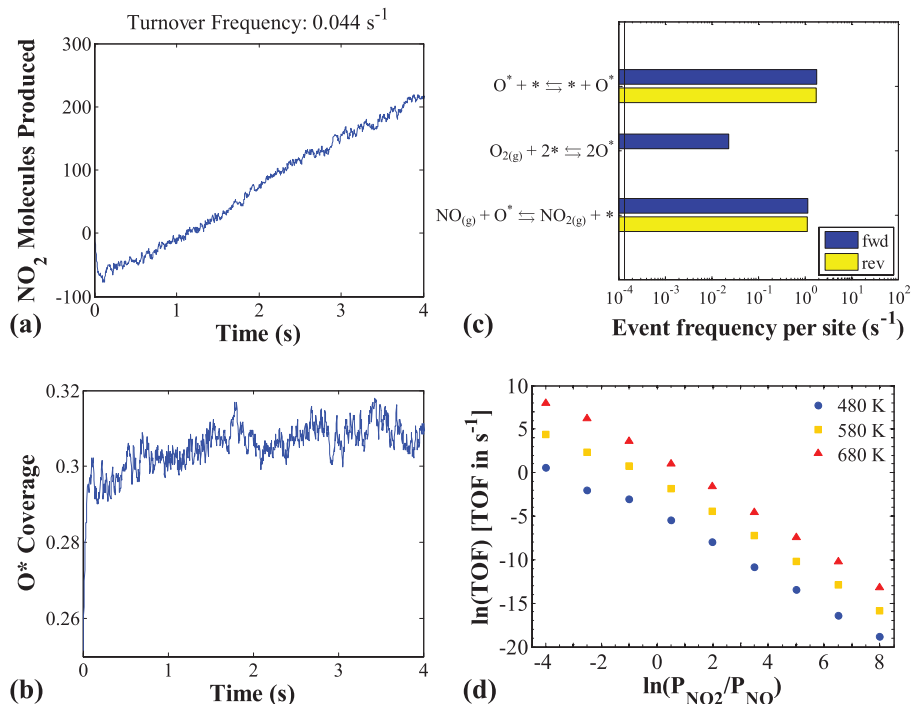 Turnover Frequency: 0.044 s⁻¹
300
200
100
0
-100
NO₂ Molecules Produced
0 1 2 3 4
Time (s)
(a)
O* + * ⇆ * + O*
O₂(g) + 2* ⇆ 2O*
NO(g) + O* ⇆ NO₂(g) + *
fwd
rev
10⁻⁴ 10⁻³ 10⁻² 10⁻¹ 10⁰ 10¹ 10²
Event frequency per site (s⁻¹)
(c)
0.32
0.30
0.28
0.26
O* Coverage
0 1 2 3 4
Time (s)
(b)
10
5
0
-5
-10
-15
-20
ln(TOF) [TOF in s⁻¹]
480 K
580 K
680 K
-4 -2 0 2 4 6 8
ln(P_NO2/P_NO)
(d)